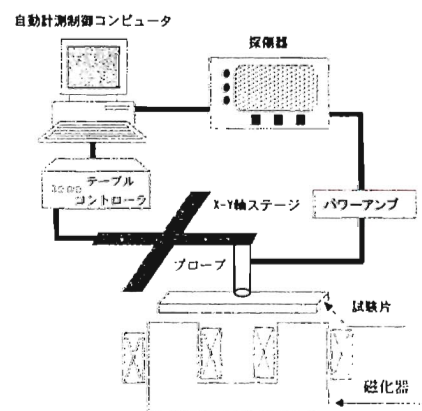 自動計測制御コンピュータ
探傷器
テーブル
コントローラ
X-Y軸ステージ
パワーアンプ
プローブ
試験片
磁化器